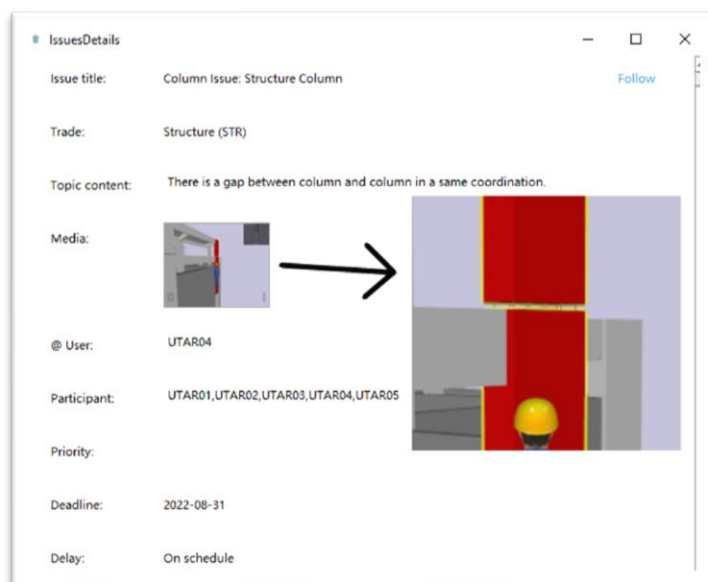 IssuesDetails
Issue title: Column Issue: Structure Column Follow
Trade: Structure (STR)
Topic content: There is a gap between column and column in a same coordination.
Media:
@ User: UTAR04
Participant: UTAR01,UTAR02,UTAR03,UTAR04,UTAR05
Priority:
Deadline: 2022-08-31
Delay: On schedule